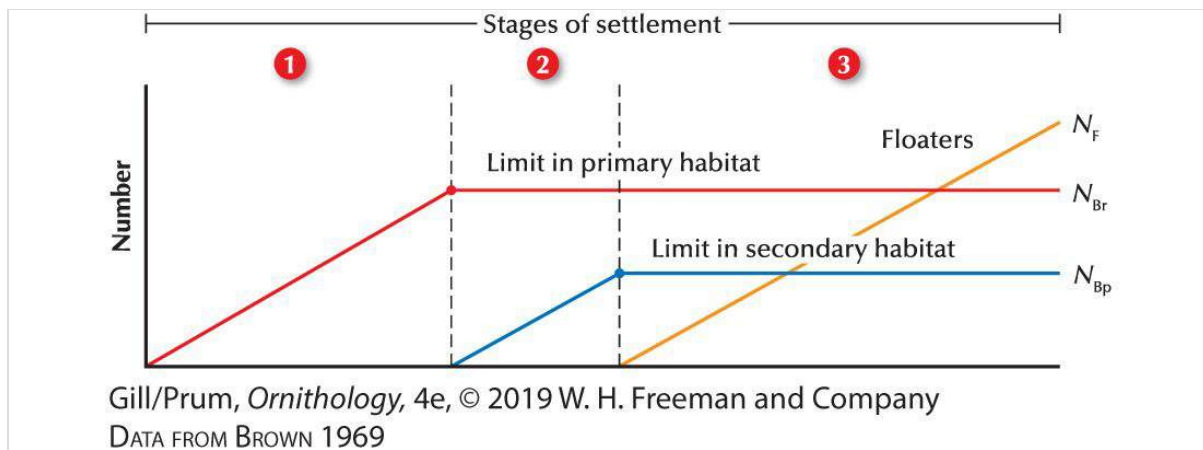 Stages of settlement
1 2 3
Number
Floaters
N_F
Limit in primary habitat
N_Br
Limit in secondary habitat
N_Bp
Gill/Prum, Ornithology, 4e, © 2019 W. H. Freeman and Company
DATA FROM BROWN 1969